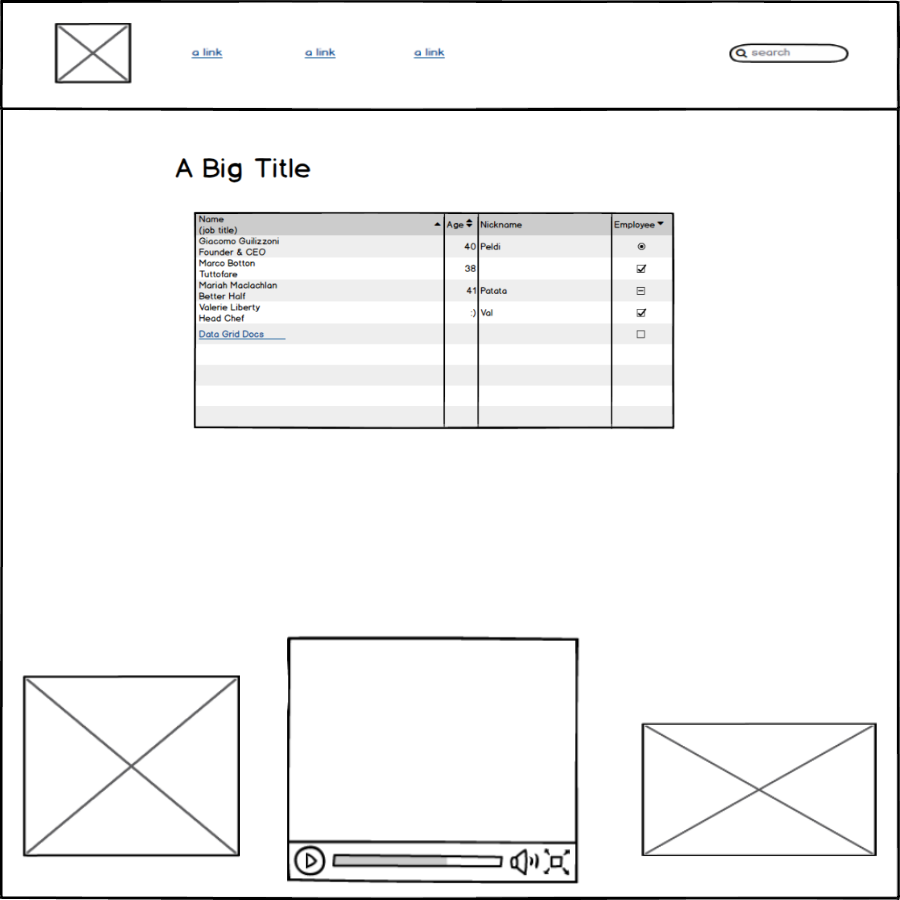 a link
a link
a link
search
A Big Title
Name
(job title)
Age
Nickname
Employee
Giacomo Guilizzoni
Founder & CEO
40
Peldi
Marco Botton
Tuttofare
38
Mariah Maclachlan
Better Half
41
Patata
Valerie Liberty
Head Chef
:)
Val
Data Grid Docs